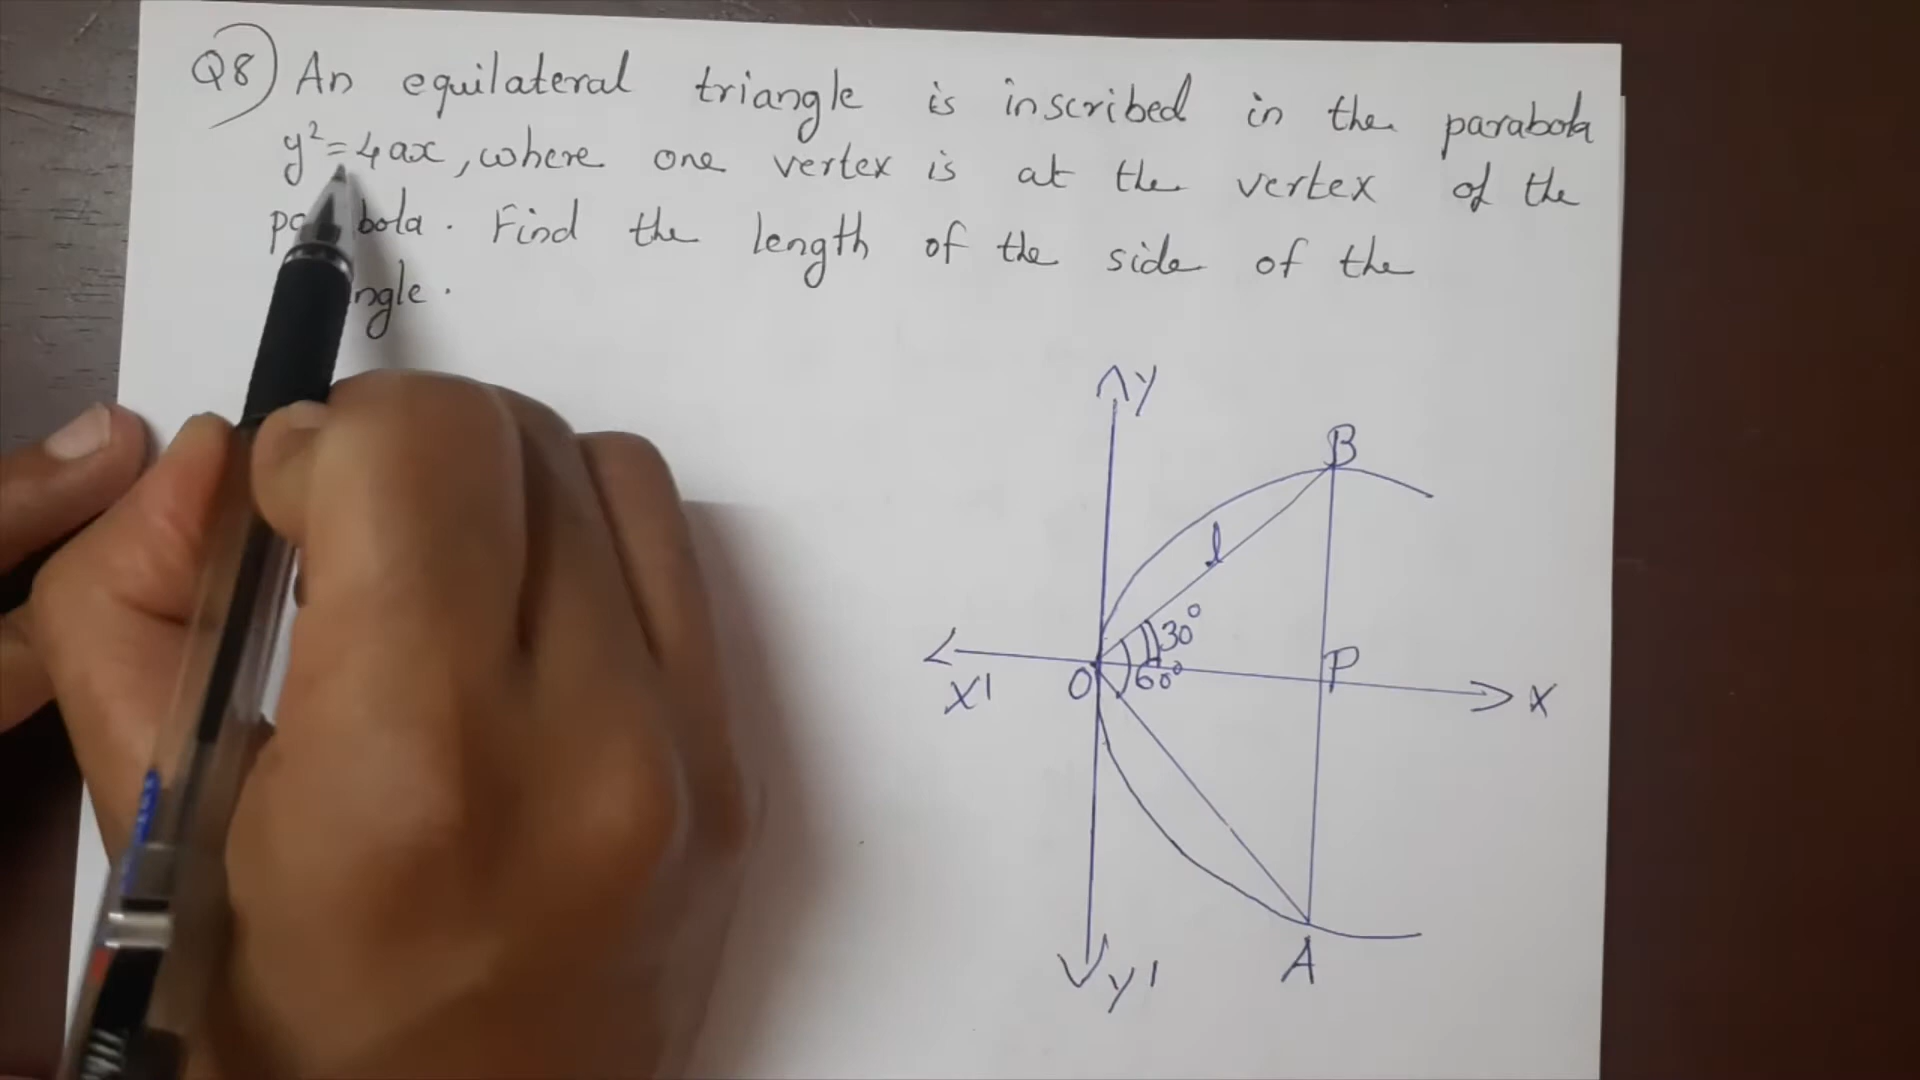 Q8) An equilateral triangle is inscribed in the parabola
y²=4ax, where one vertex is at the vertex of the
bola. Find the length of the side of the
ngle.
Y
B
l
30°
60°
O
P
X'
X
A
Y'